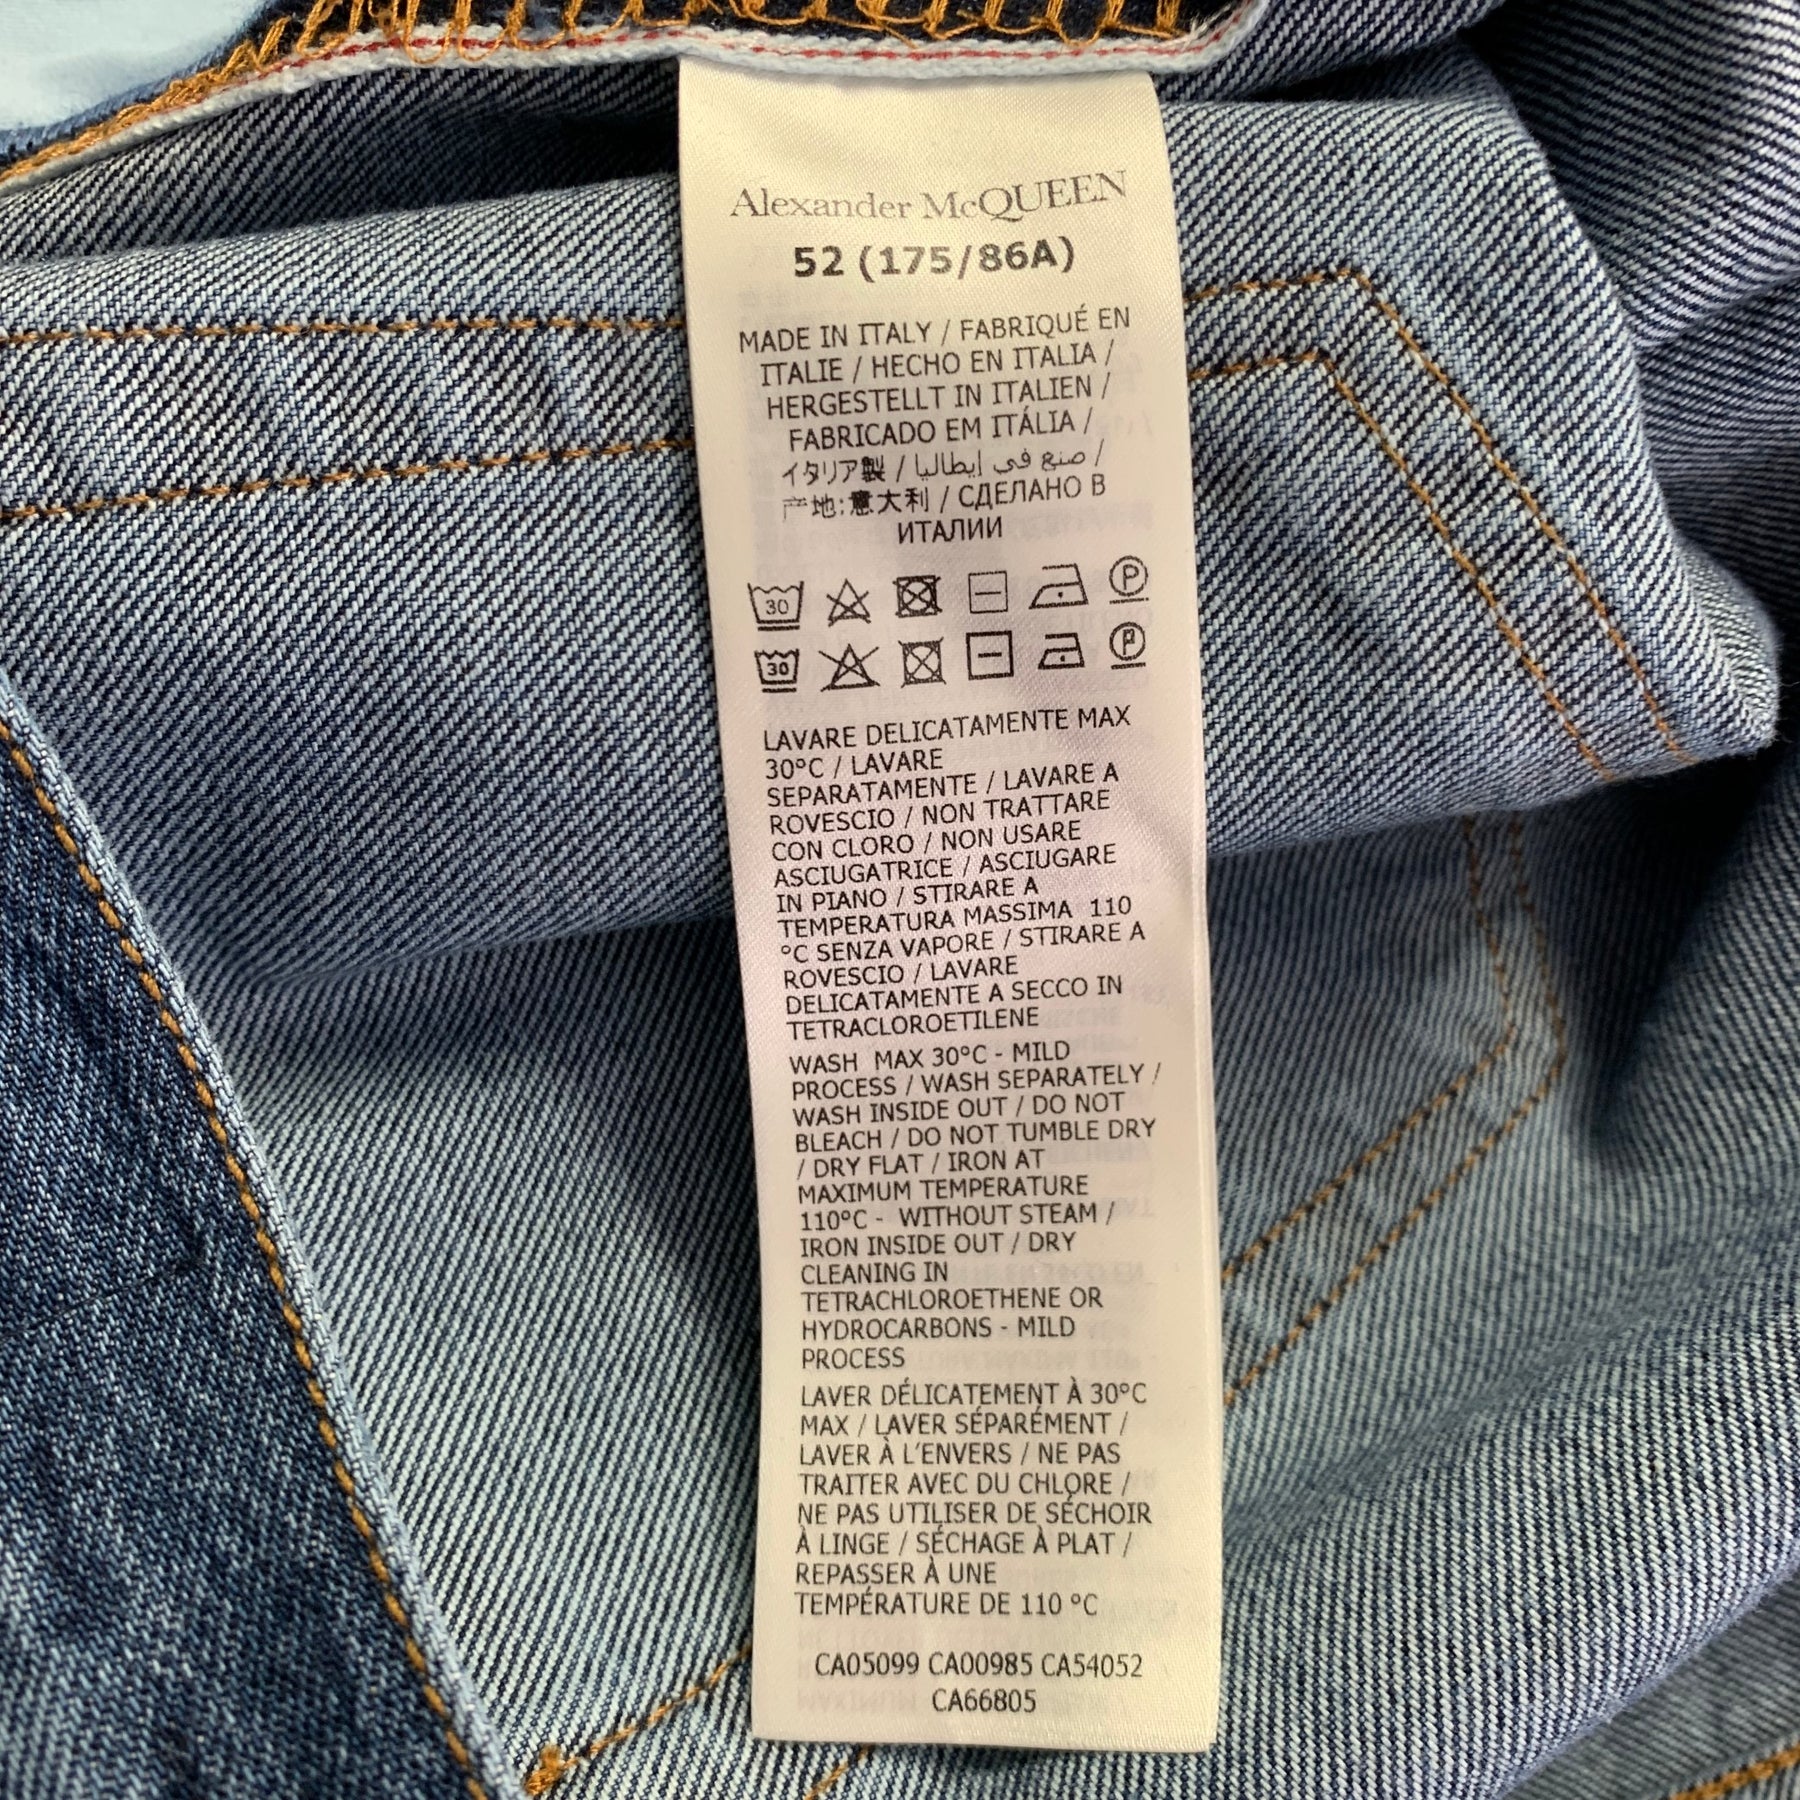 Alexander McQUEEN
52 (175/86A)
MADE IN ITALY / FABRIQUÉ EN
ITALIE / HECHO EN ITALIA /
HERGESTELLT IN ITALIEN /
FABRICADO EM ITÁLIA /
イタリア製 / صنع في إيطاليا /
产地:意大利 / СДЕЛАНО В
ИТАЛИИ
30 P
30 P
LAVARE DELICATAMENTE MAX
30°C / LAVARE
SEPARATAMENTE / LAVARE A
ROVESCIO / NON TRATTARE
CON CLORO / NON USARE
ASCIUGATRICE / ASCIUGARE
IN PIANO / STIRARE A
TEMPERATURA MASSIMA 110
°C SENZA VAPORE / STIRARE A
ROVESCIO / LAVARE
DELICATAMENTE A SECCO IN
TETRACLOROETILENE
WASH MAX 30°C - MILD
PROCESS / WASH SEPARATELY /
WASH INSIDE OUT / DO NOT
BLEACH / DO NOT TUMBLE DRY
/ DRY FLAT / IRON AT
MAXIMUM TEMPERATURE
110°C - WITHOUT STEAM /
IRON INSIDE OUT / DRY
CLEANING IN
TETRACHLOROETHENE OR
HYDROCARBONS - MILD
PROCESS
LAVER DÉLICATEMENT À 30°C
MAX / LAVER SÉPARÉMENT /
LAVER À L'ENVERS / NE PAS
TRAITER AVEC DU CHLORE /
NE PAS UTILISER DE SÉCHOIR
À LINGE / SÉCHAGE À PLAT /
REPASSER À UNE
TEMPÉRATURE DE 110 °C
CA05099 CA00985 CA54052
CA66805